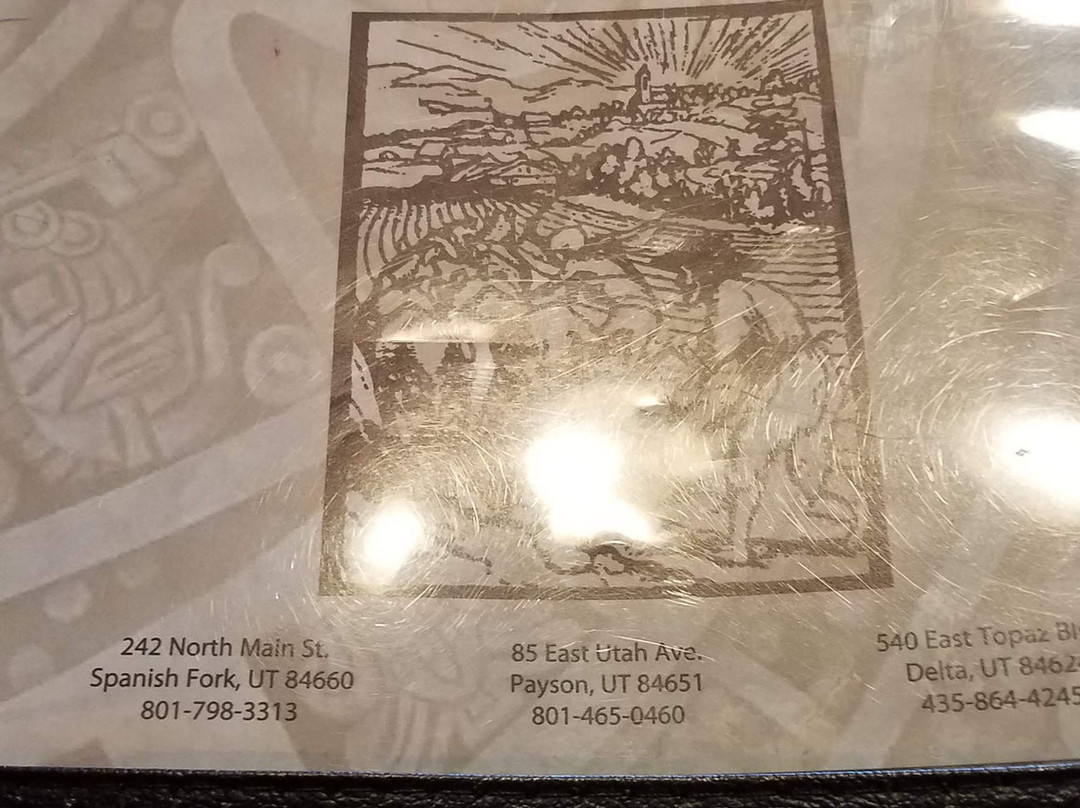 242 North Main St.
Spanish Fork, UT 84660
801-798-3313
85 East Utah Ave.
Payson, UT 84651
801-465-0460
540 East Topaz
Delta, UT
435-864-4245